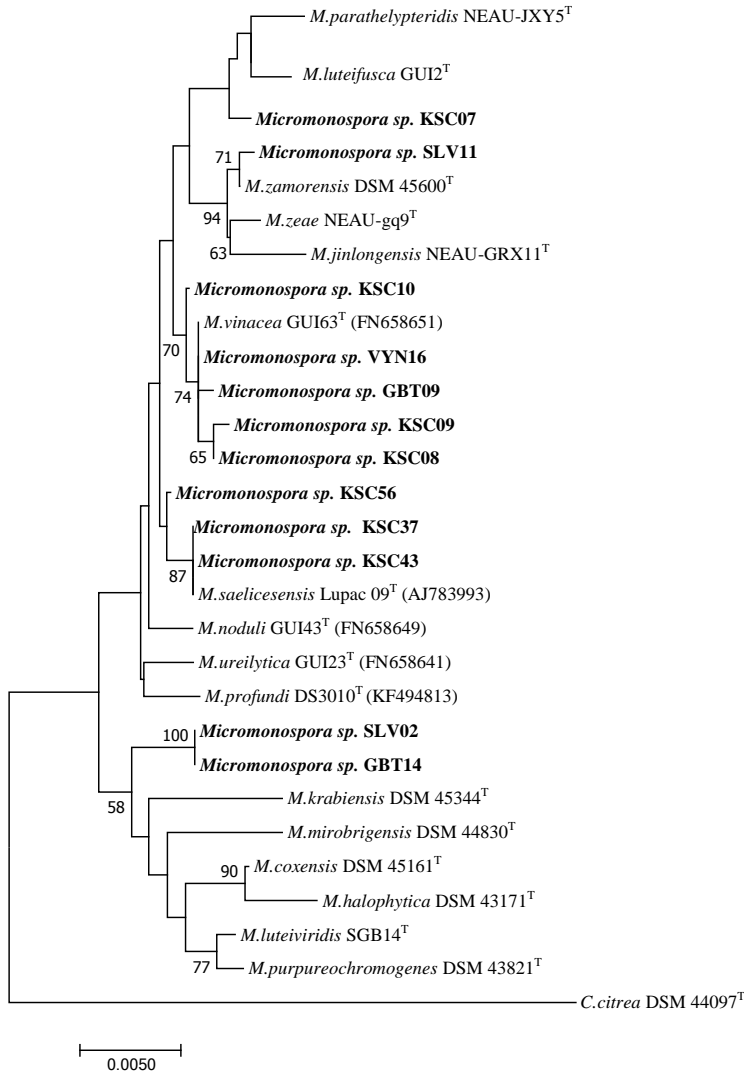 M.parathelypteridis NEAU-JXY5T
M.luteifusca GUI2T
Micromonospora sp. KSC07
71
Micromonospora sp. SLV11
M.zamorensis DSM 45600T
94
M.zeae NEAU-gq9T
63
M.jinlongensis NEAU-GRX11T
Micromonospora sp. KSC10
M.vinacea GUI63T (FN658651)
70
Micromonospora sp. VYN16
74
Micromonospora sp. GBT09
Micromonospora sp. KSC09
65
Micromonospora sp. KSC08
Micromonospora sp. KSC56
Micromonospora sp. KSC37
Micromonospora sp. KSC43
87
M.saelicesensis Lupac 09T (AJ783993)
M.noduli GUI43T (FN658649)
M.ureilytica GUI23T (FN658641)
M.profundi DS3010T (KF494813)
100
Micromonospora sp. SLV02
Micromonospora sp. GBT14
58
M.krabiensis DSM 45344T
M.mirobrigensis DSM 44830T
90
M.coxensis DSM 45161T
M.halophytica DSM 43171T
M.luteiviridis SGB14T
77
M.purpureochromogenes DSM 43821T
C.citrea DSM 44097T
0.0050